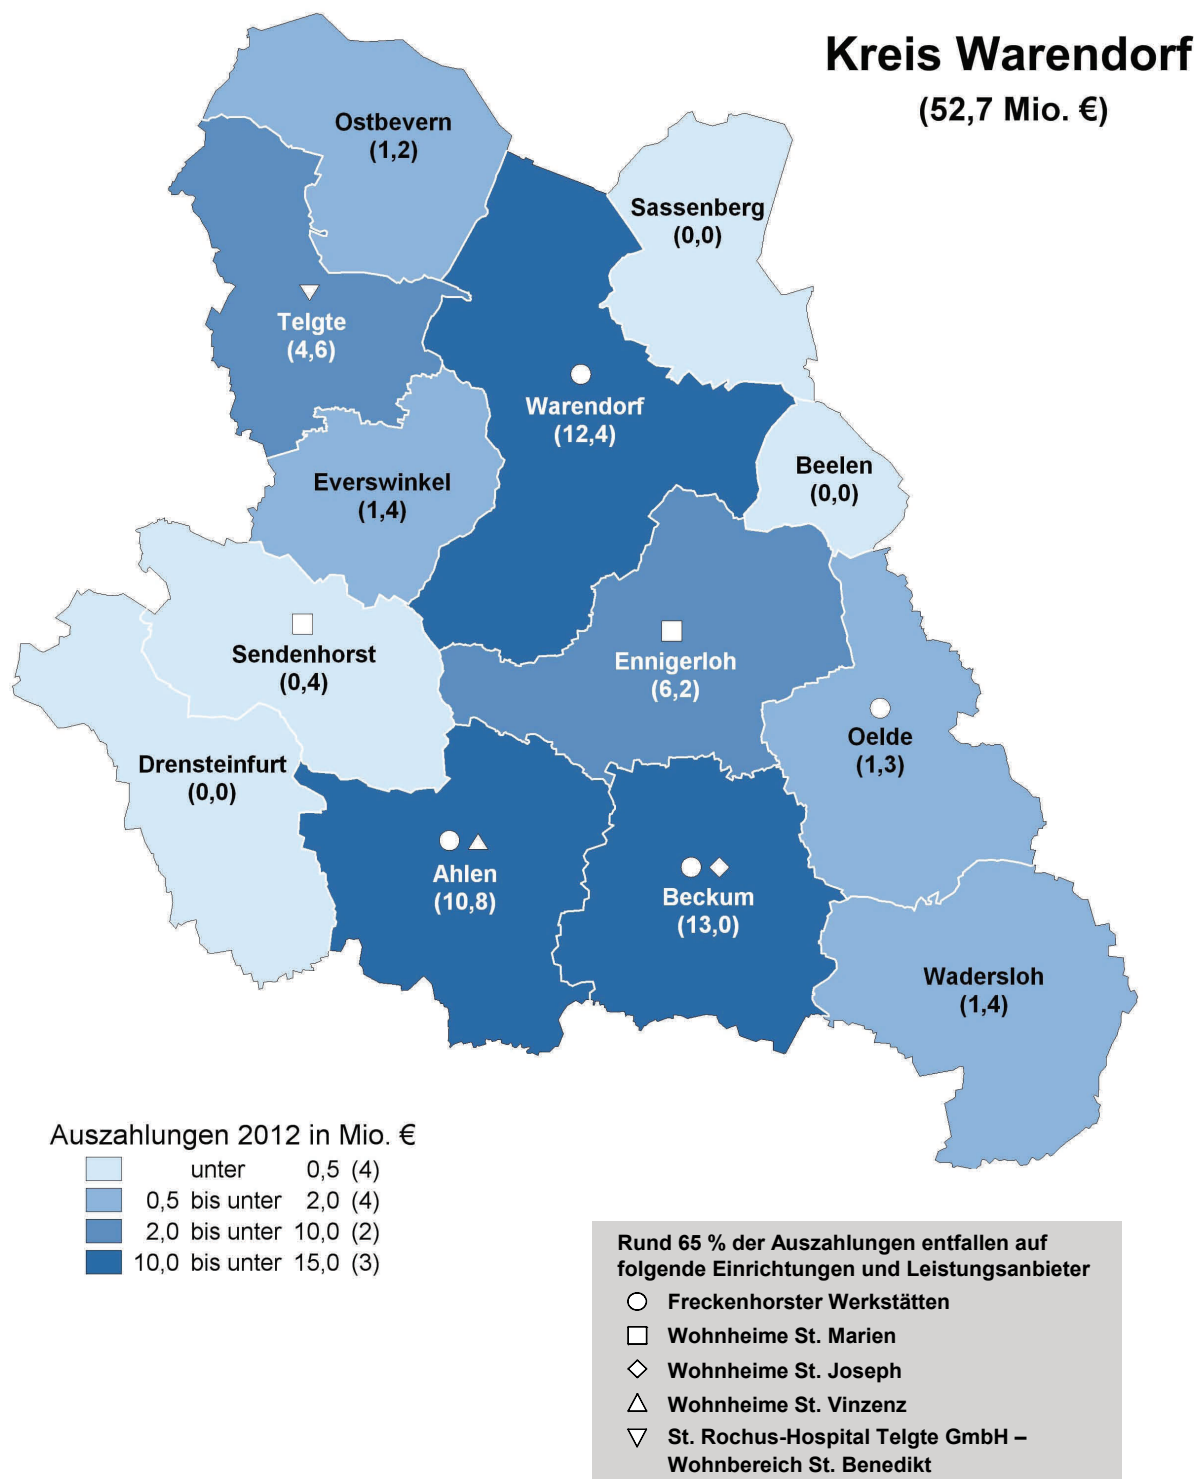 Kreis Warendorf
(52,7 Mio. €)
Ostbevern
(1,2)
Sassenberg
(0,0)
Telgte
(4,6)
Warendorf
(12,4)
Beelen
(0,0)
Everswinkel
(1,4)
Sendenhorst
(0,4)
Ennigerloh
(6,2)
Oelde
(1,3)
Drensteinfurt
(0,0)
Ahlen
(10,8)
Beckum
(13,0)
Wadersloh
(1,4)
Auszahlungen 2012 in Mio. €
unter 0,5 (4)
0,5 bis unter 2,0 (4)
2,0 bis unter 10,0 (2)
10,0 bis unter 15,0 (3)
Rund 65 % der Auszahlungen entfallen auf
folgende Einrichtungen und Leistungsanbieter
Freckenhorster Werkstätten
Wohnheime St. Marien
Wohnheime St. Joseph
Wohnheime St. Vinzenz
St. Rochus-Hospital Telgte GmbH –
Wohnbereich St. Benedikt